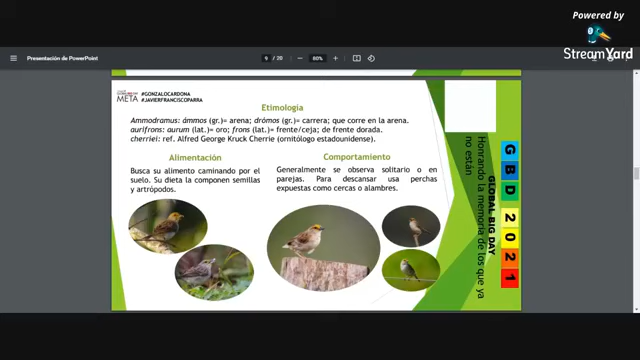 Powered by
StreamYard
Presentación de PowerPoint
9 / 20
80%
META
#GONZALOCARDONA
#JAVIERFRANCISCOPARRA
Etimología
Ammodramus: ámmos (gr.)= arena; drómos (gr.)= carrera; que corre en la arena.
aurifrons: aurum (lat.)= oro; frons (lat.)= frente/ceja; de frente dorada.
cherriei: ref. Alfred George Kruck Cherrie (ornitólogo estadounidense).
Alimentación
Busca su alimento caminando por el
suelo. Su dieta la componen semillas
y artrópodos.
Comportamiento
Generalmente se observa solitario o en
parejas. Para descansar usa perchas
expuestas como cercas o alambres.
GBD 2021
GLOBAL BIG DAY
Honrando la memoria de los que ya
no están